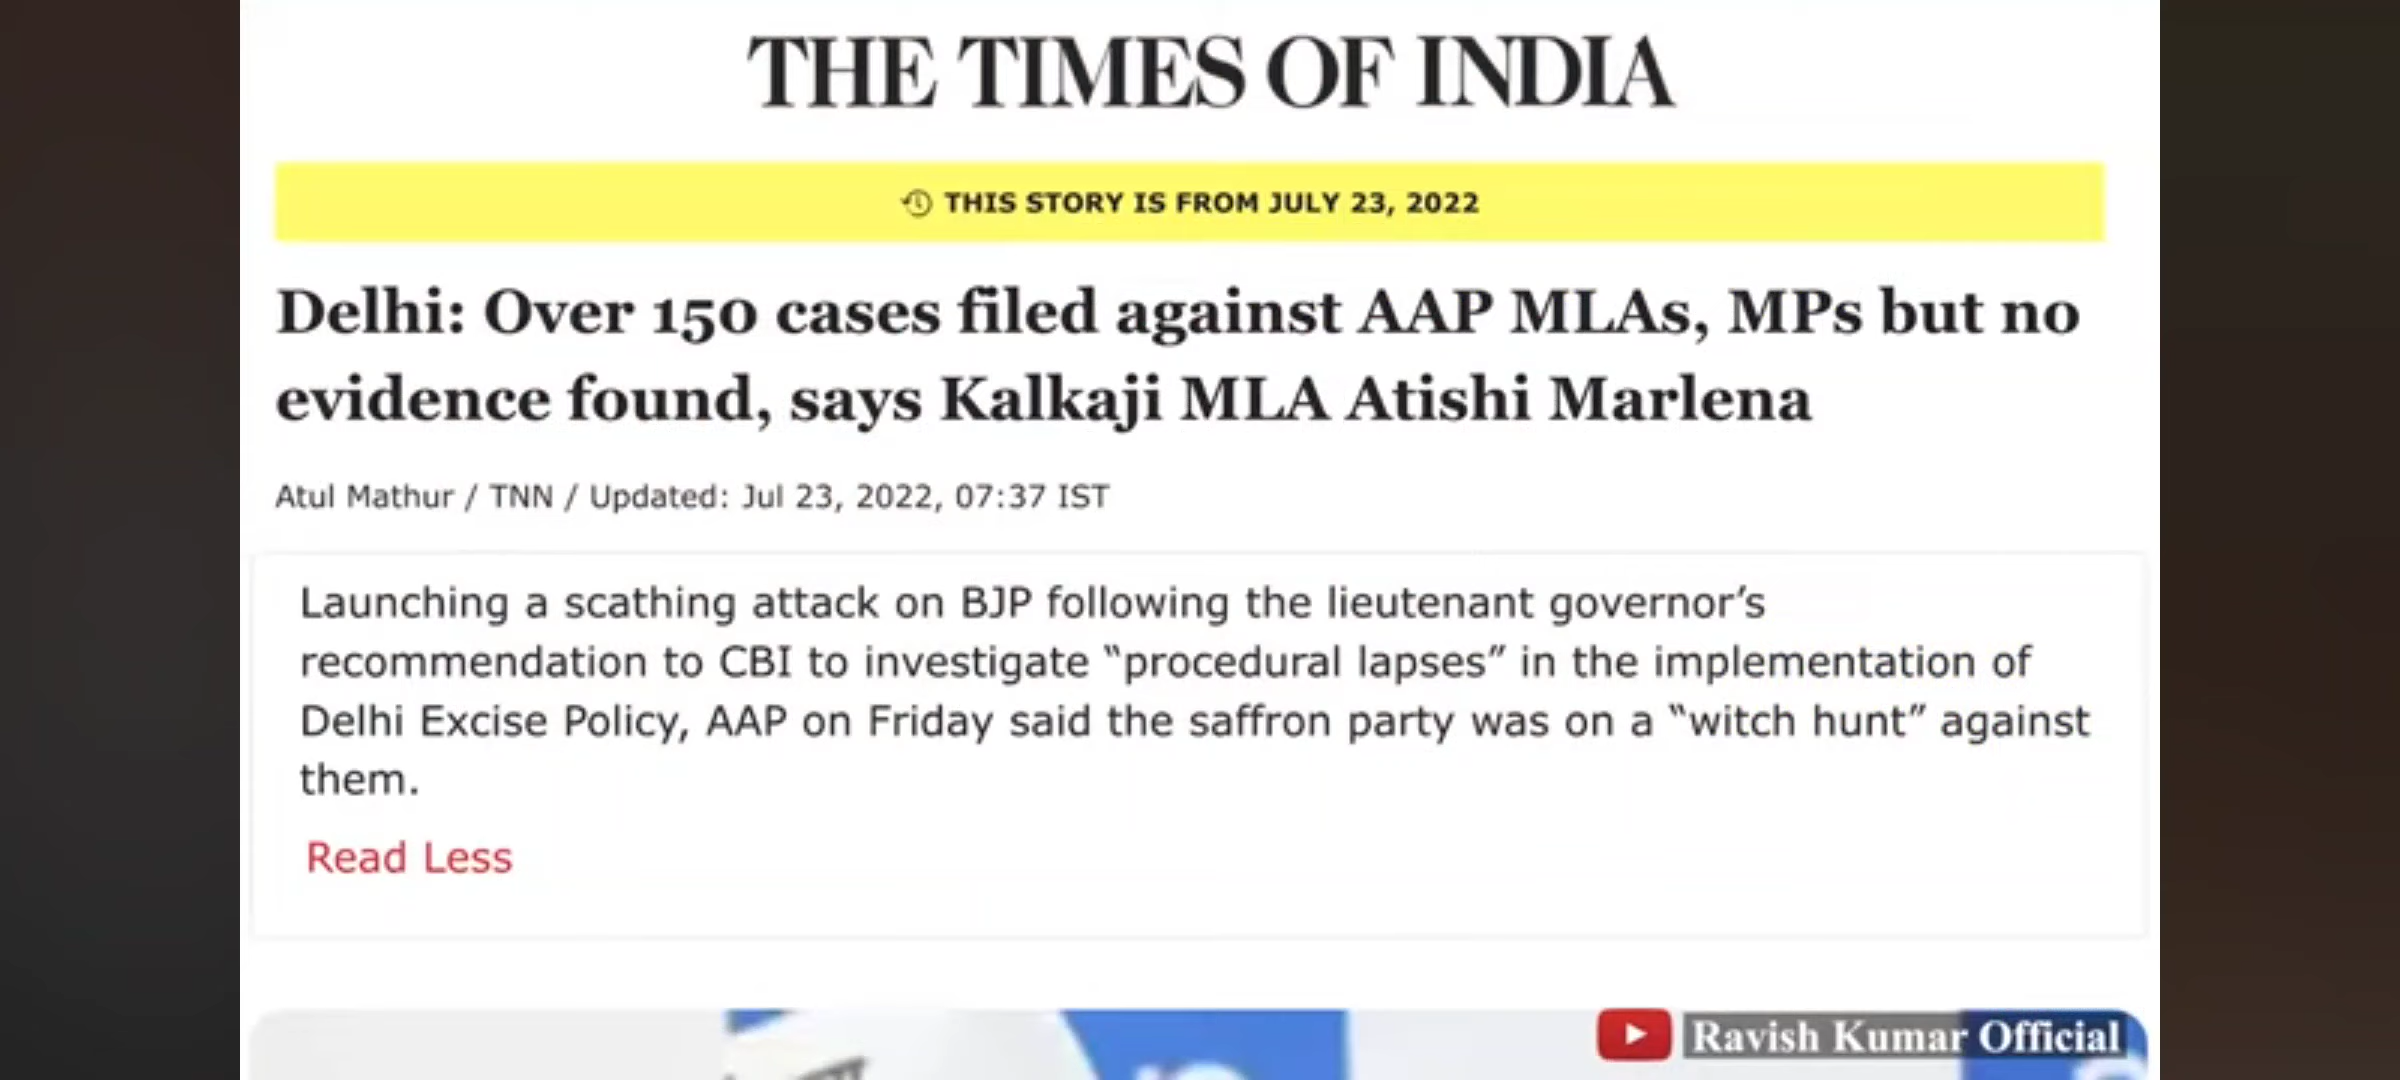 THE TIMES OF INDIA
THIS STORY IS FROM JULY 23, 2022
Delhi: Over 150 cases filed against AAP MLAs, MPs but no
evidence found, says Kalkaji MLA Atishi Marlena
Atul Mathur / TNN / Updated: Jul 23, 2022, 07:37 IST
Launching a scathing attack on BJP following the lieutenant governor’s
recommendation to CBI to investigate “procedural lapses” in the implementation of
Delhi Excise Policy, AAP on Friday said the saffron party was on a “witch hunt” against
them.
Read Less
Ravish Kumar Official